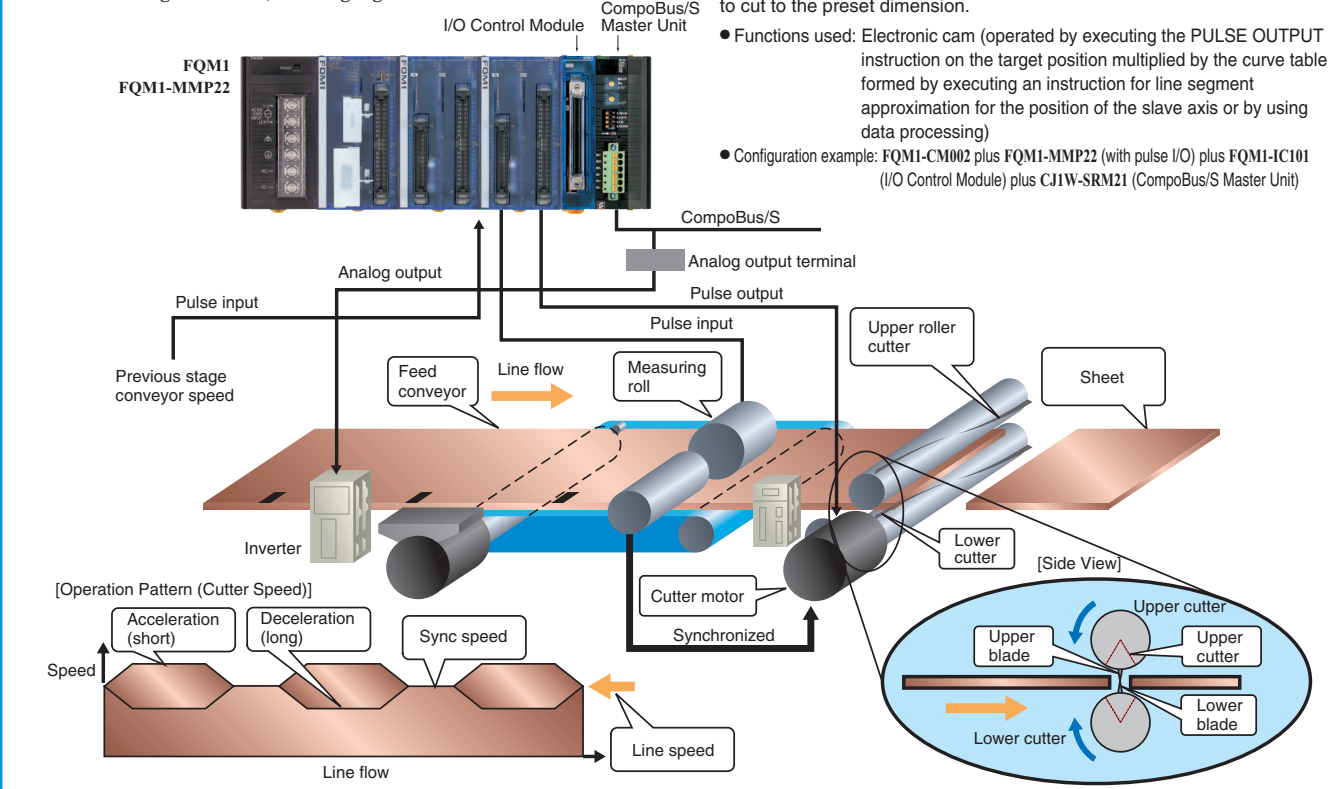 CompoBus/S
I/O Control Module
Master Unit
to cut to the preset dimension.
FQM1
FQM1-MMP22
● Functions used: Electronic cam (operated by executing the PULSE OUTPUT
instruction on the target position multiplied by the curve table
formed by executing an instruction for line segment
approximation for the position of the slave axis or by using
data processing)
● Configuration example: FQM1-CM002 plus FQM1-MMP22 (with pulse I/O) plus FQM1-IC101
(I/O Control Module) plus CJ1W-SRM21 (CompoBus/S Master Unit)
FQM1
FQM1
FQM1
CompoBus/S
Analog output terminal
Analog output
Pulse input
Pulse output
Pulse input
Previous stage
conveyor speed
Feed
conveyor
Line flow
Measuring
roll
Upper roller
cutter
Sheet
Inverter
Lower
cutter
Cutter motor
Synchronized
[Operation Pattern (Cutter Speed)]
Acceleration
(short)
Deceleration
(long)
Sync speed
Speed
Line speed
Line flow
[Side View]
Upper cutter
Upper
blade
Upper
cutter
Lower
blade
Lower cutter